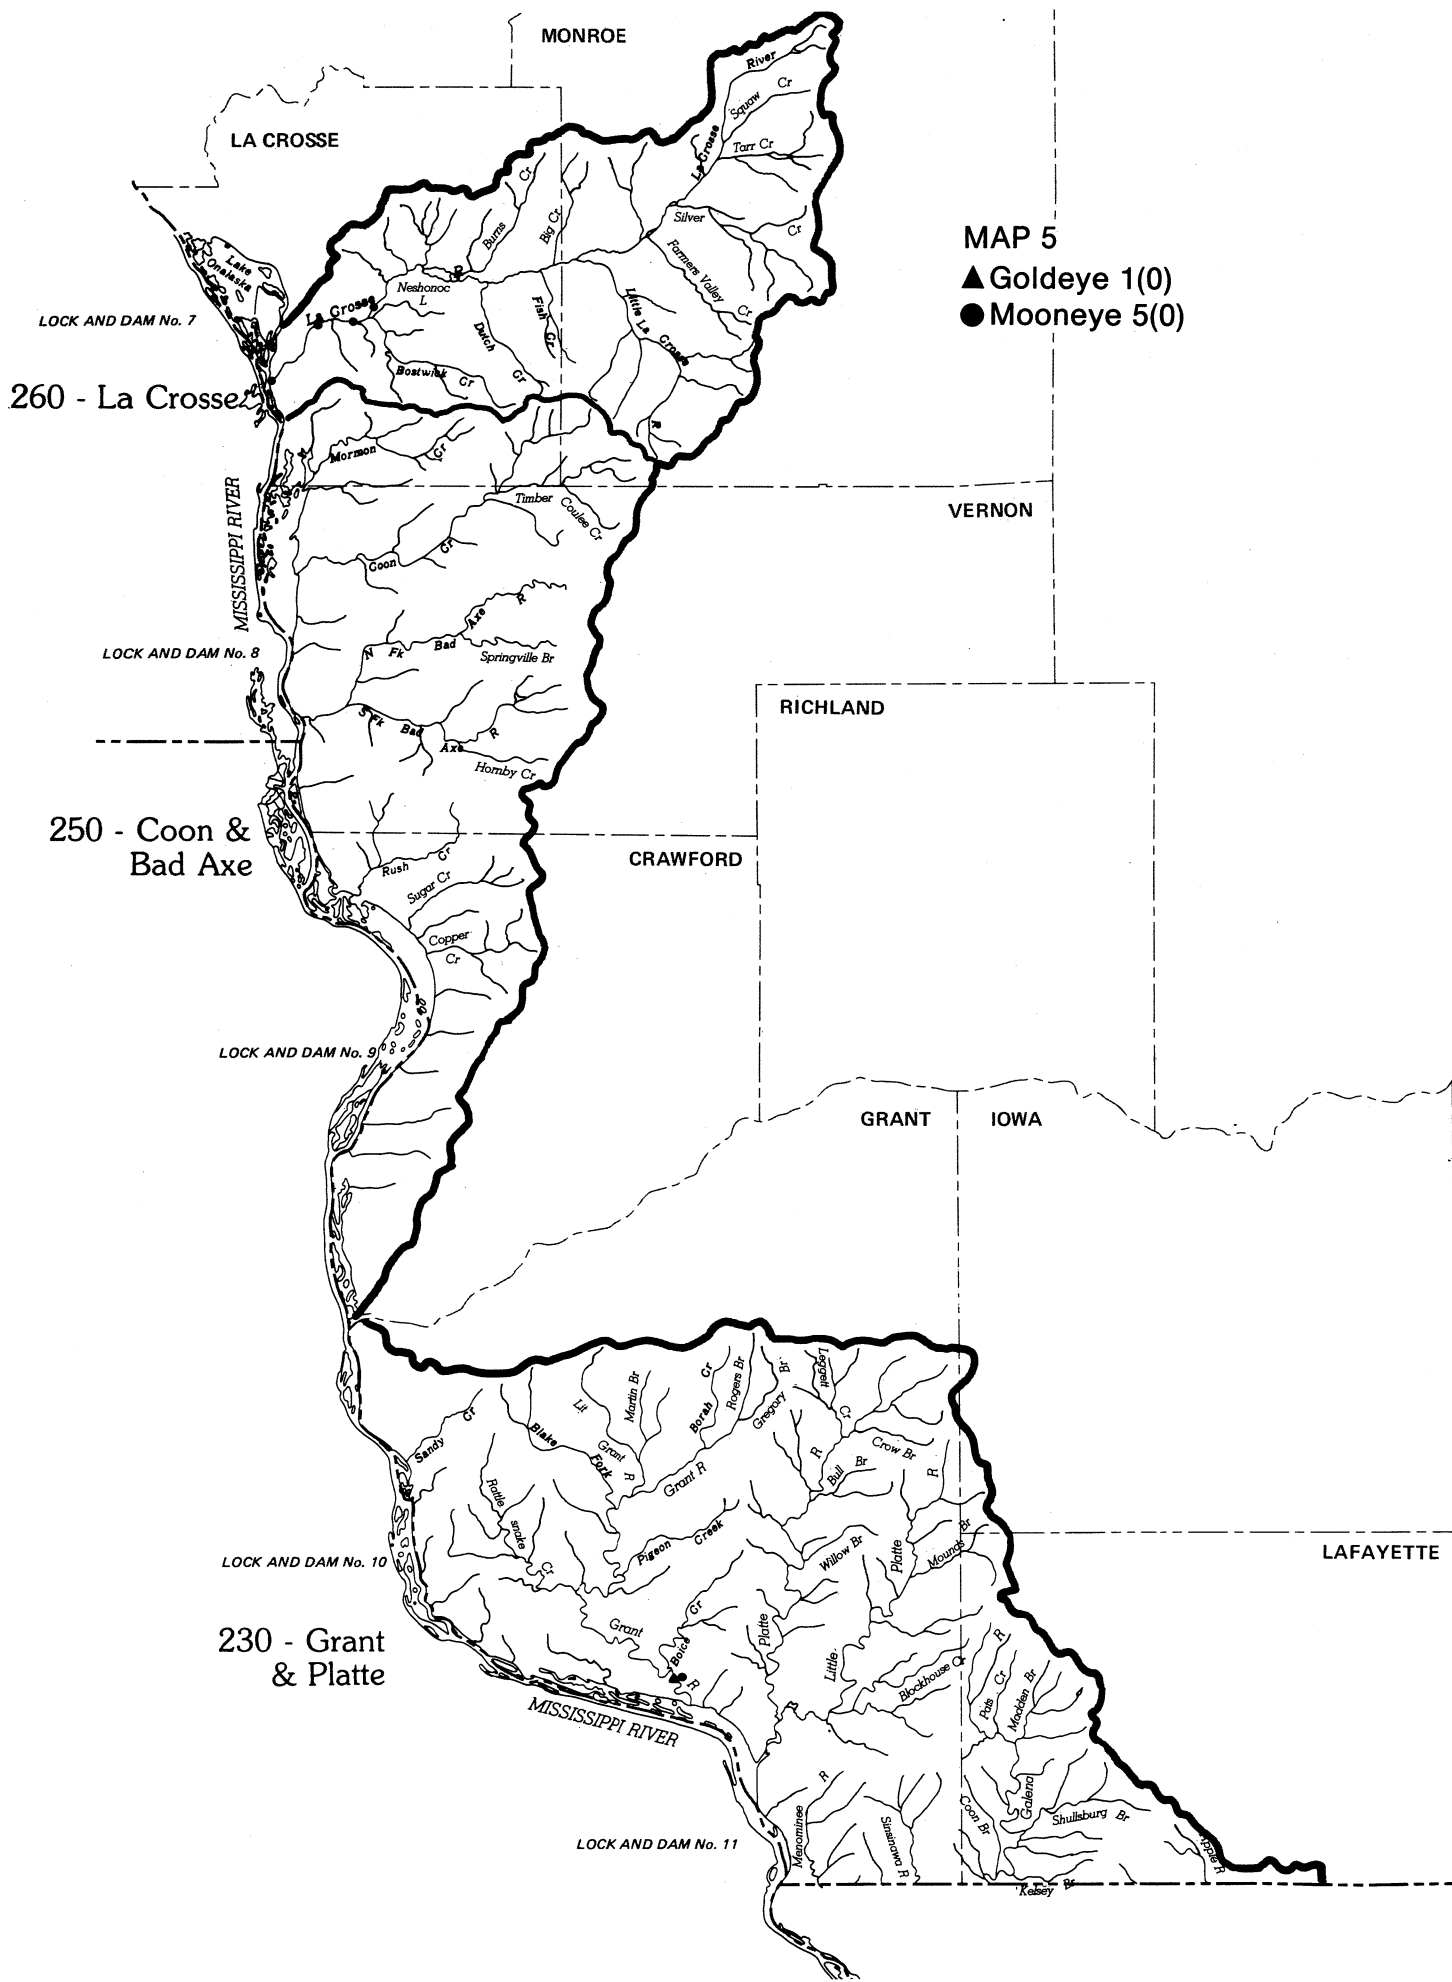 MONROE
River
Cr
Squaw
LA CROSSE
La Crosse
Tarr Cr
Cr
Silver
Cr
Burns
Big Cr
MAP 5
▲ Goldeye 1(0)
● Mooneye 5(0)
Lake
Onalaska
R
Farmers Valley
Cr
Neshonoc
L
La Crosse
Fish Cr
Little La Crosse
R
LOCK AND DAM No. 7
Dutch
Cr
Bostwick Cr
260 - La Crosse
Mormon
Cr
MISSISSIPPI RIVER
Timber
Coulee Cr
VERNON
Coon
Cr
N Fk Bad Axe R
LOCK AND DAM No. 8
Springville Br
RICHLAND
S Fk Bad Axe R
Hornby Cr
250 - Coon &
Bad Axe
CRAWFORD
Rush
Cr
Sugar Cr
Copper
Cr
LOCK AND DAM No. 9
GRANT
IOWA
Martin Br
Borah Cr
Rogers Br
Gregory
Br
Leggett
Cr
Lit
Grant
R
Sandy
Cr
Blake
Fork
R
Crow Br
Bull Br
R
Grant R
Rattle
snake
Cr
Pigeon Creek
Willow Br
Platte
Mounds Br
LOCK AND DAM No. 10
LAFAYETTE
230 - Grant
& Platte
Grant
R
Boice
Cr
Platte
Little
Blockhouse Cr
R
Pats Cr
Madden Br
MISSISSIPPI RIVER
R
Menominee
Sinsinawa R
Coon Br
Galena
Shullsburg Br
LOCK AND DAM No. 11
Apple R
Kelsey Br